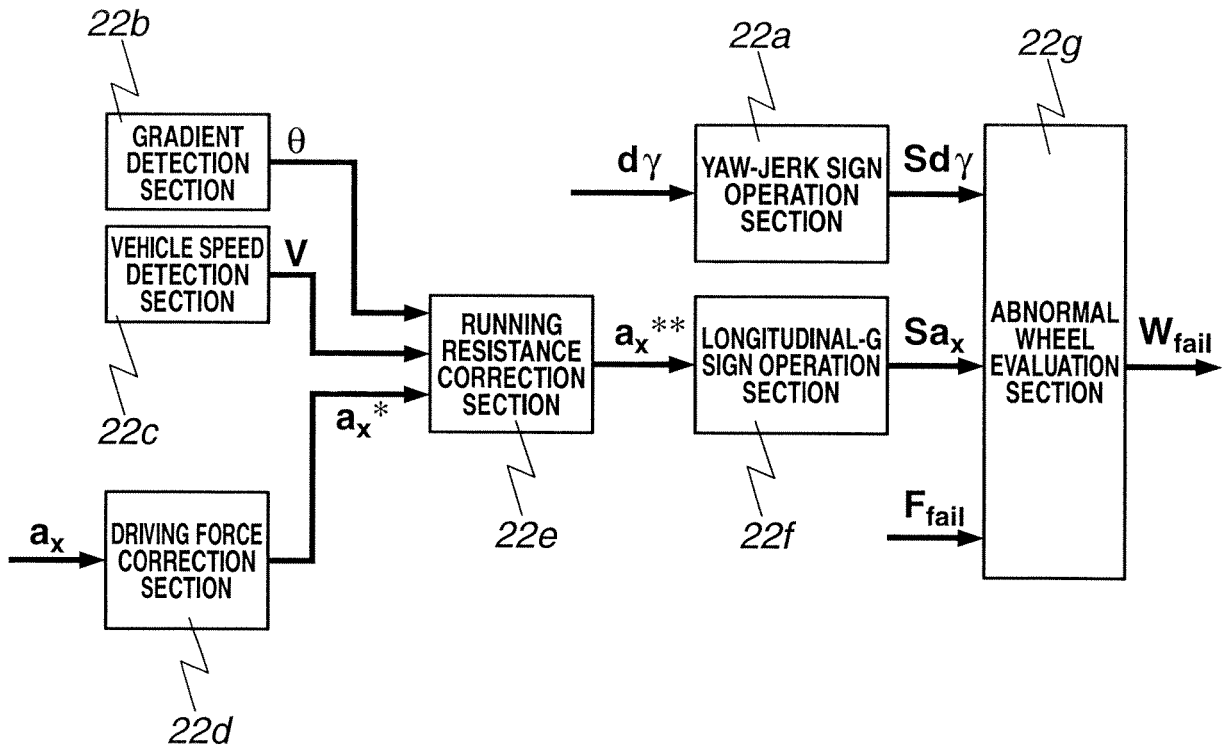 22b
22a
22g
GRADIENT
DETECTION
SECTION
θ
dγ
YAW-JERK SIGN
OPERATION
SECTION
Sdγ
VEHICLE SPEED
DETECTION
SECTION
V
22c
RUNNING
RESISTANCE
CORRECTION
SECTION
ax**
LONGITUDINAL-G
SIGN OPERATION
SECTION
Sax
ABNORMAL
WHEEL
EVALUATION
SECTION
Wfail
ax*
22e
22f
Ffail
ax
DRIVING FORCE
CORRECTION
SECTION
22d